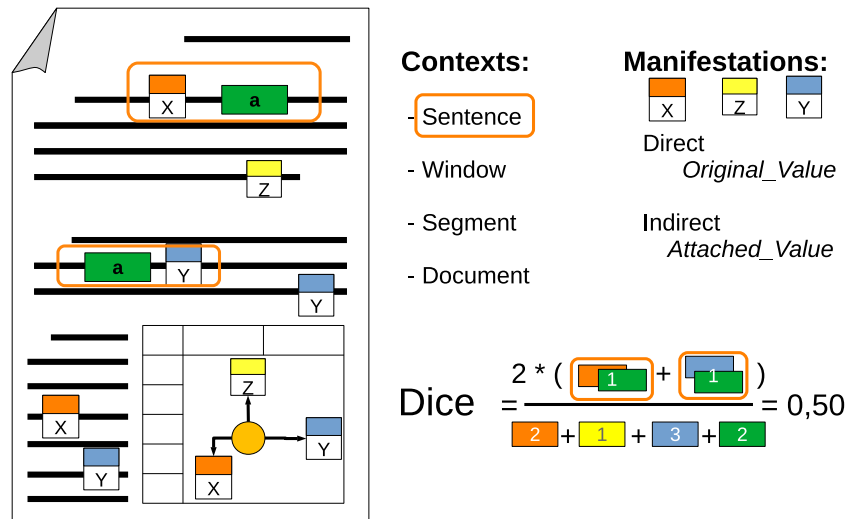 X
a
Z
a
Y
Y
X
Y
Z
Y
X
Contexts:
- Sentence
- Window
- Segment
- Document
Manifestations:
X Z Y
Direct
Original_Value
Indirect
Attached_Value
Dice = 2 * ( 1 + 1 ) = 0,50
2 + 1 + 3 + 2